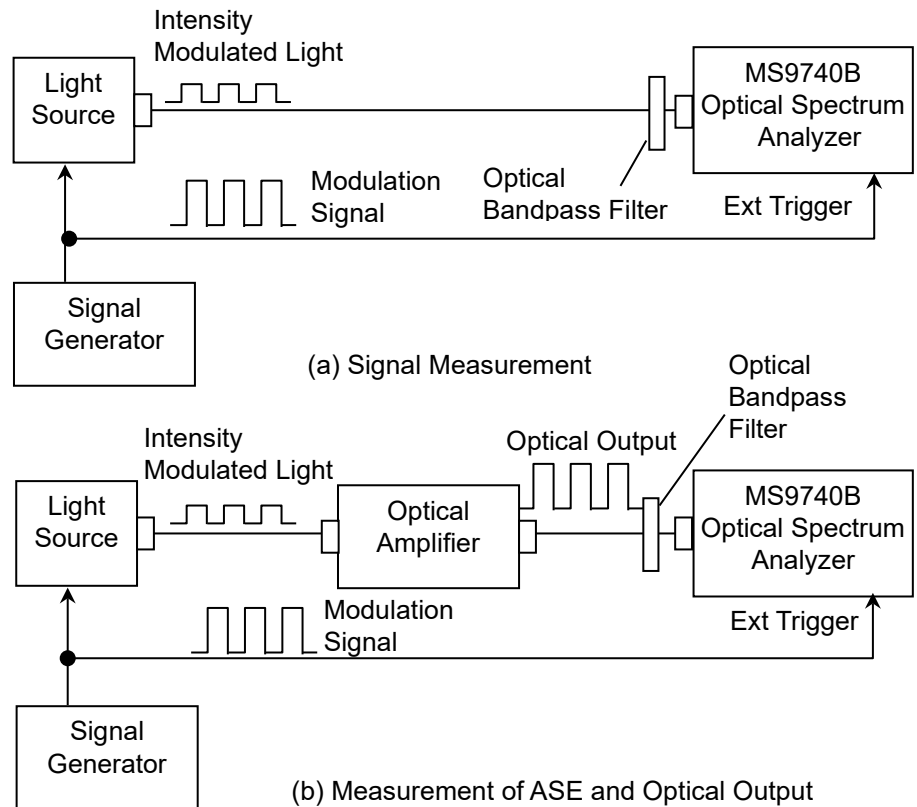 Intensity
Modulated Light
Light
Source
MS9740B
Optical Spectrum
Analyzer
Modulation
Signal
Optical
Bandpass Filter
Ext Trigger
Signal
Generator
(a) Signal Measurement
Optical
Bandpass
Filter
Intensity
Modulated Light
Optical Output
Light
Source
Optical
Amplifier
MS9740B
Optical Spectrum
Analyzer
Modulation
Signal
Ext Trigger
Signal
Generator
(b) Measurement of ASE and Optical Output